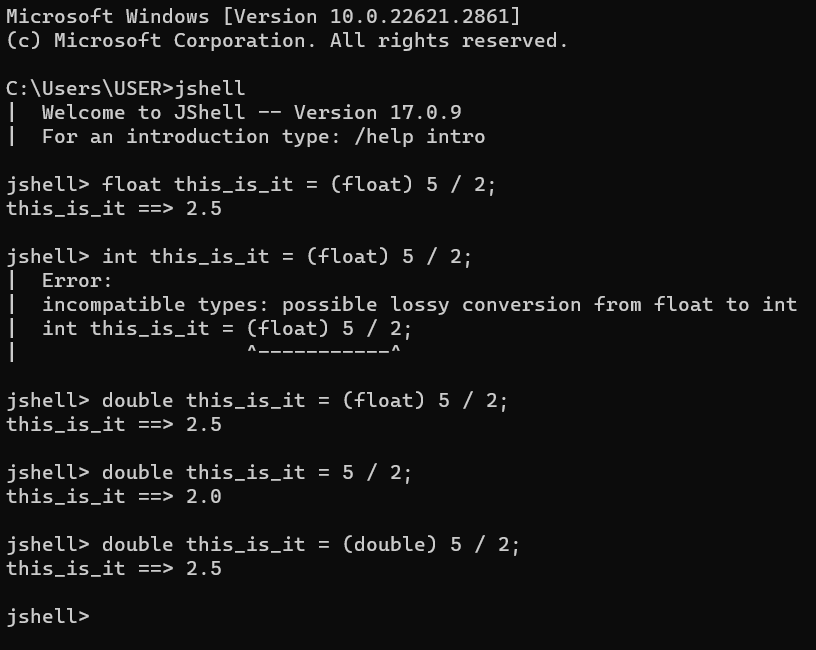 Microsoft Windows [Version 10.0.22621.2861]
(c) Microsoft Corporation. All rights reserved.
C:\Users\USER>jshell
|  Welcome to JShell -- Version 17.0.9
|  For an introduction type: /help intro
jshell> float this_is_it = (float) 5 / 2;
this_is_it ==> 2.5
jshell> int this_is_it = (float) 5 / 2;
|  Error:
|  incompatible types: possible lossy conversion from float to int
|  int this_is_it = (float) 5 / 2;
|                   ^-----------^
jshell> double this_is_it = (float) 5 / 2;
this_is_it ==> 2.5
jshell> double this_is_it = 5 / 2;
this_is_it ==> 2.0
jshell> double this_is_it = (double) 5 / 2;
this_is_it ==> 2.5
jshell>